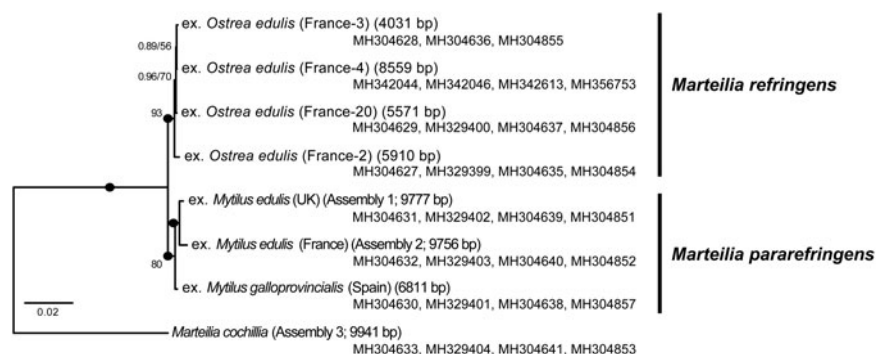 ex. Ostrea edulis (France-3) (4031 bp)
MH304628, MH304636, MH304855
0.89/56
ex. Ostrea edulis (France-4) (8559 bp)
MH342044, MH342046, MH342613, MH356753
0.96/70
Marteilia refringens
ex. Ostrea edulis (France-20) (5571 bp)
MH304629, MH329400, MH304637, MH304856
93
ex. Ostrea edulis (France-2) (5910 bp)
MH304627, MH329399, MH304635, MH304854
ex. Mytilus edulis (UK) (Assembly 1; 9777 bp)
MH304631, MH329402, MH304639, MH304851
ex. Mytilus edulis (France) (Assembly 2; 9756 bp)
MH304632, MH329403, MH304640, MH304852
Marteilia pararefringens
80
ex. Mytilus galloprovincialis (Spain) (6811 bp)
MH304630, MH329401, MH304638, MH304857
0.02
Marteilia cochillia (Assembly 3; 9941 bp)
MH304633, MH329404, MH304641, MH304853